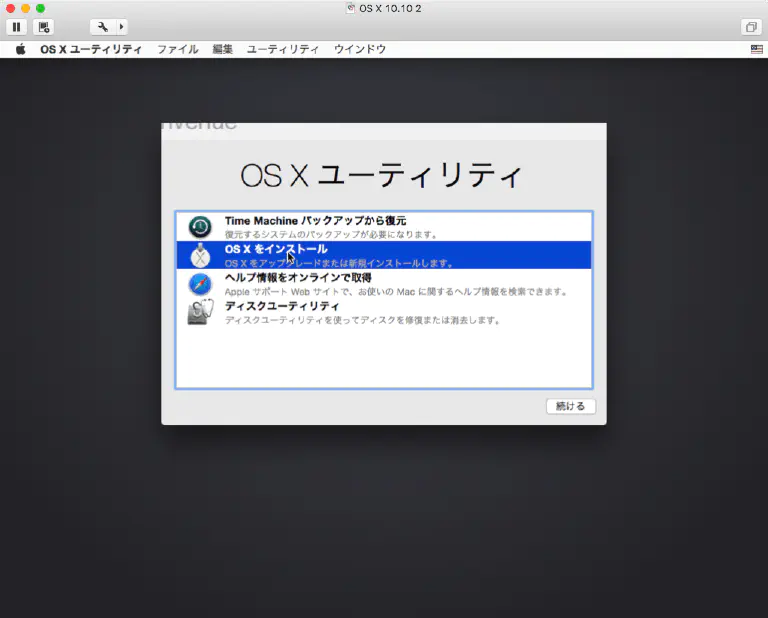 OS X 10.10 2
OS X ユーティリティ ファイル 編集 ユーティリティ ウインドウ
OS X ユーティリティ
Time Machine バックアップから復元
復元するシステムのバックアップが必要になります。
OS X をインストール
OS X をアップグレードまたは新規インストールします。
ヘルプ情報をオンラインで取得
Apple サポート Web サイトで、お使いの Mac に関するヘルプ情報を検索できます。
ディスクユーティリティ
ディスクユーティリティを使ってディスクを修復または消去します。
続ける